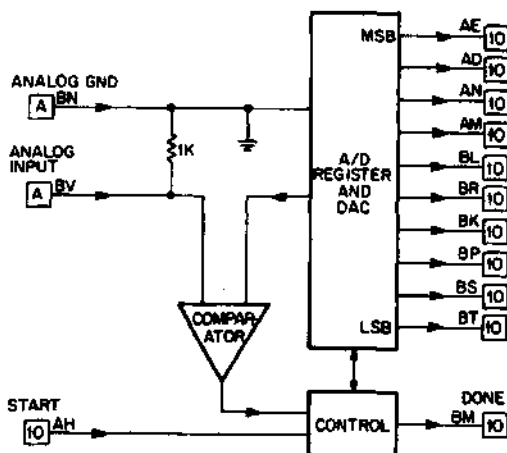 MSB
AE
10
AD
10
ANALOG GND
A
BN
AN
10
AM
10
1K
ANALOG
INPUT
A
BV
A/D
REGISTER
AND
DAC
BL
10
BR
10
BK
10
BP
10
BS
10
LSB
BT
10
COMPAR-
ATOR
START
10
AH
CONTROL
DONE
BM
10